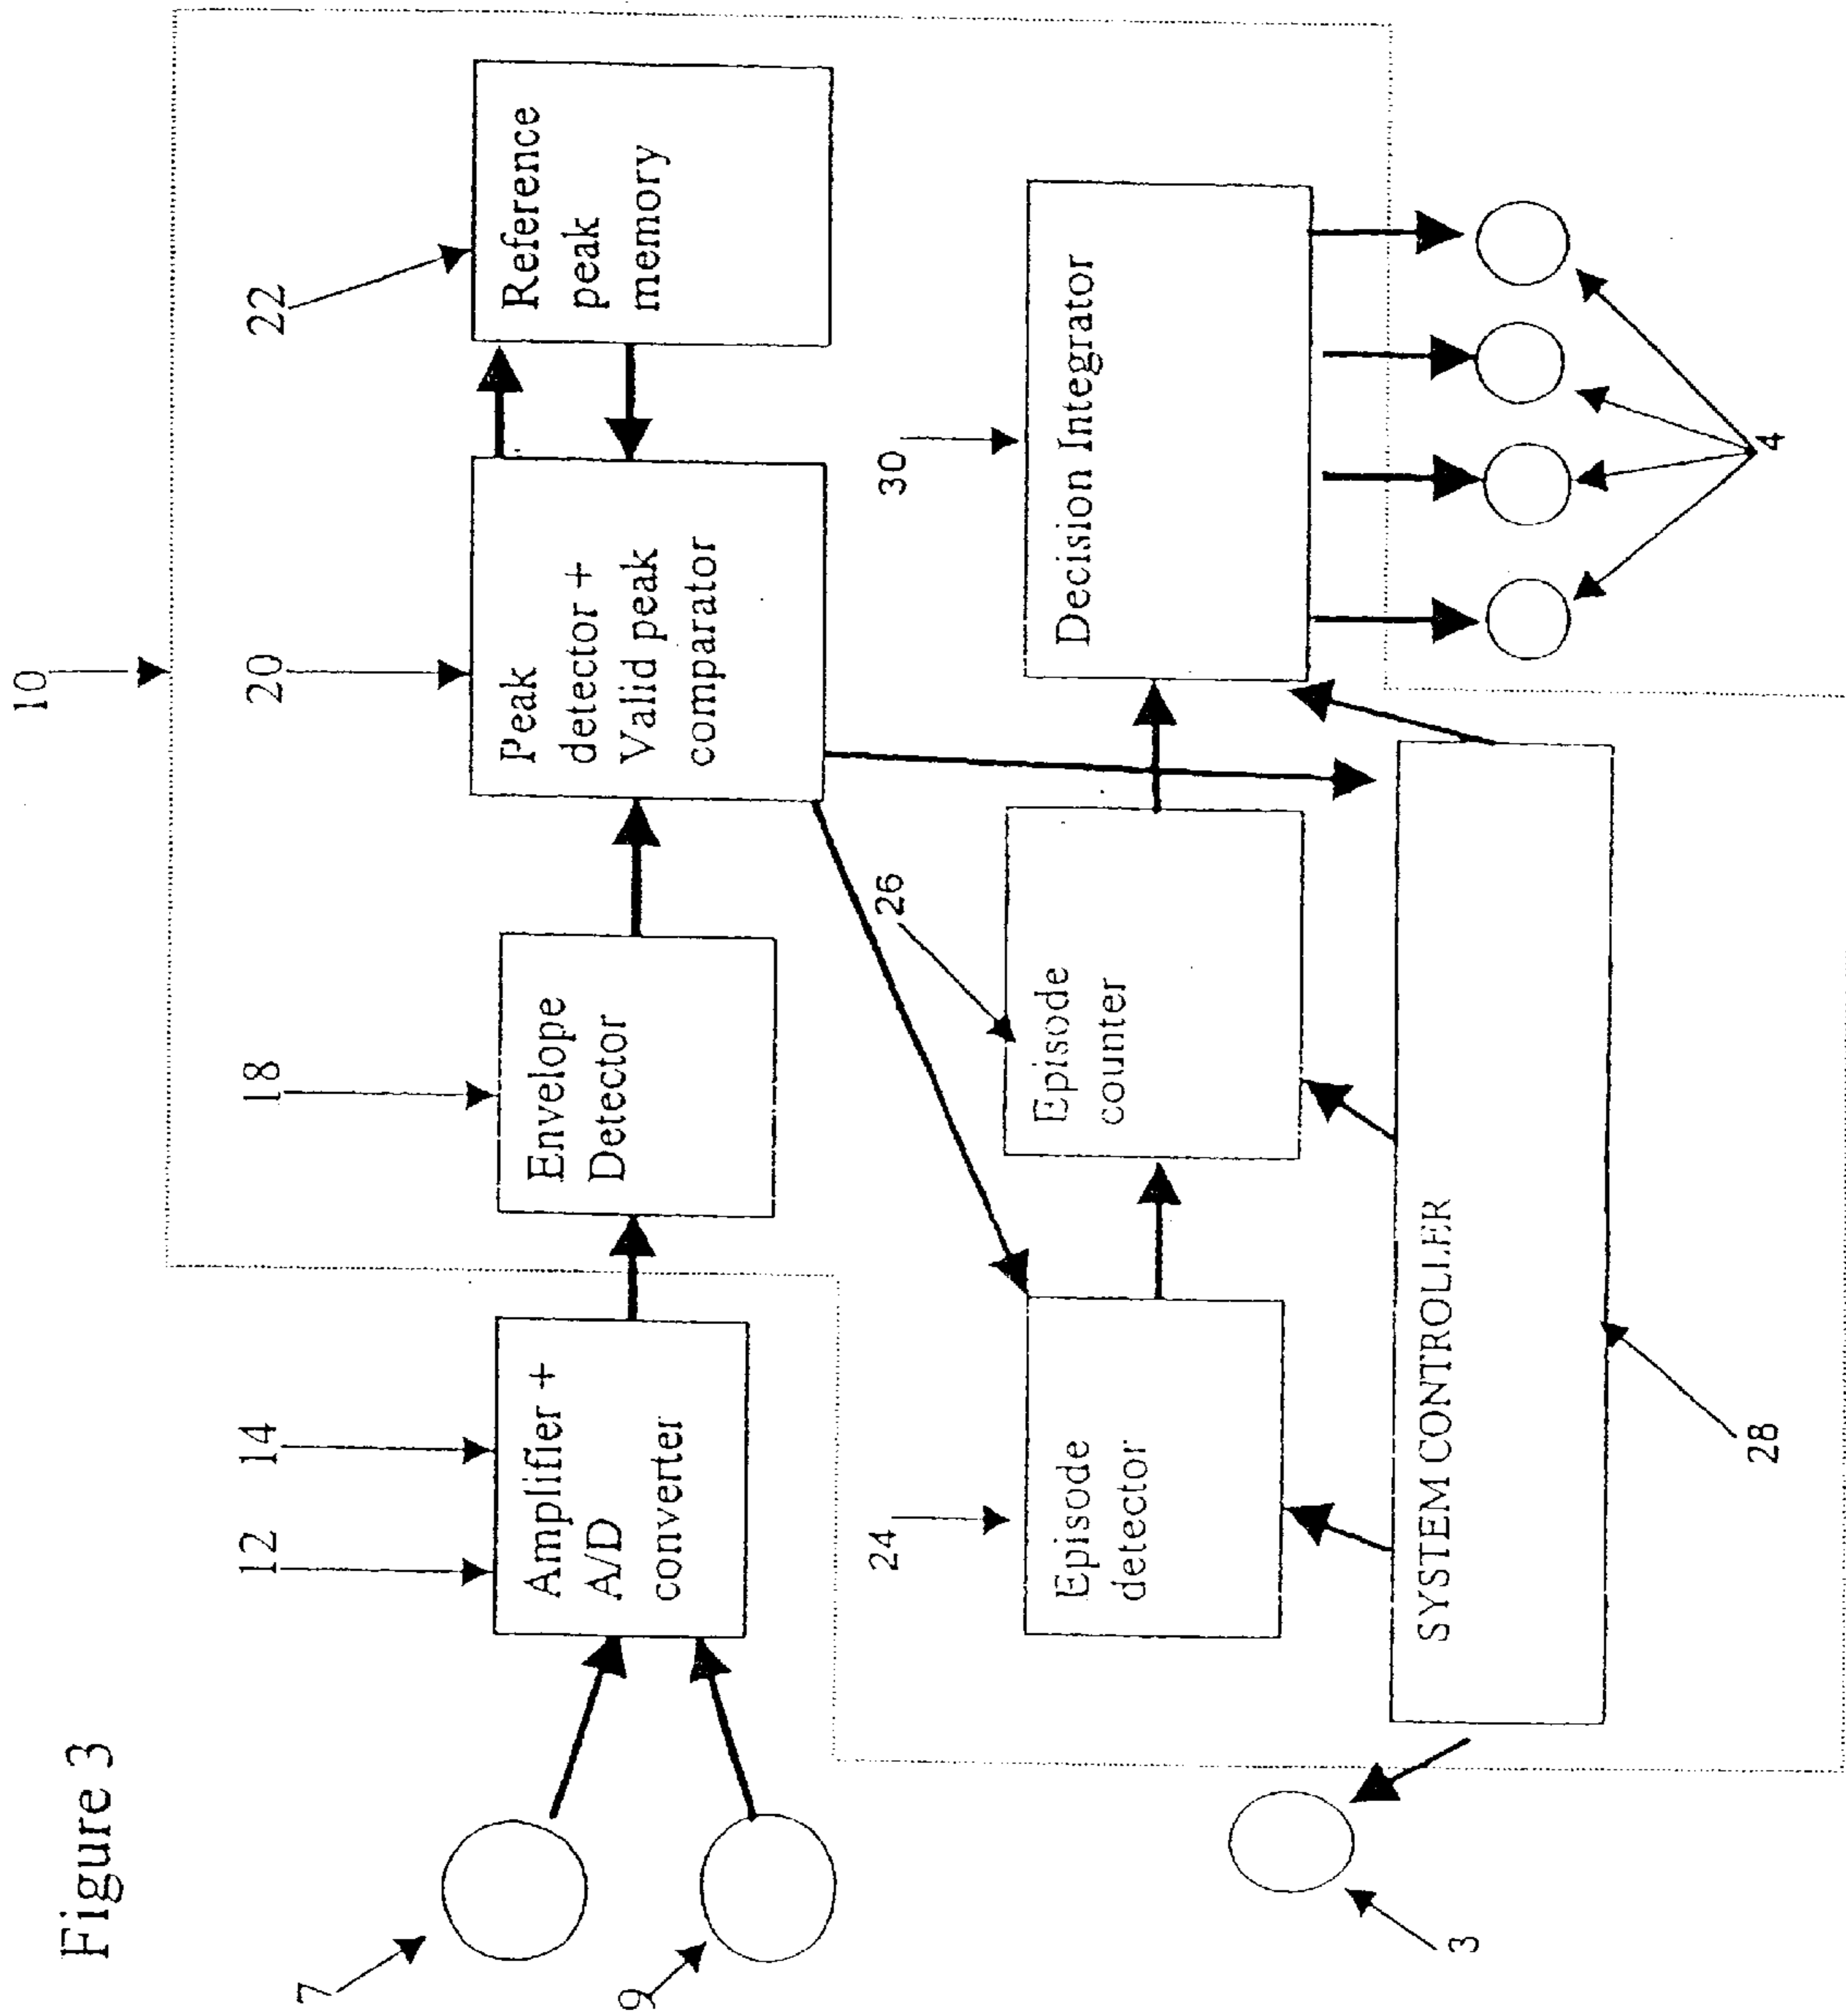 Figure 3
10
12
14
18
20
22
7
Amplifier +
A/D
converter
Envelope
Detector
Peak
detector +
Valid peak
comparator
Reference
peak
memory
9
24
26
30
Episode
detector
Episode
counter
Decision Integrator
3
SYSTEM CONTROLLER
28
4